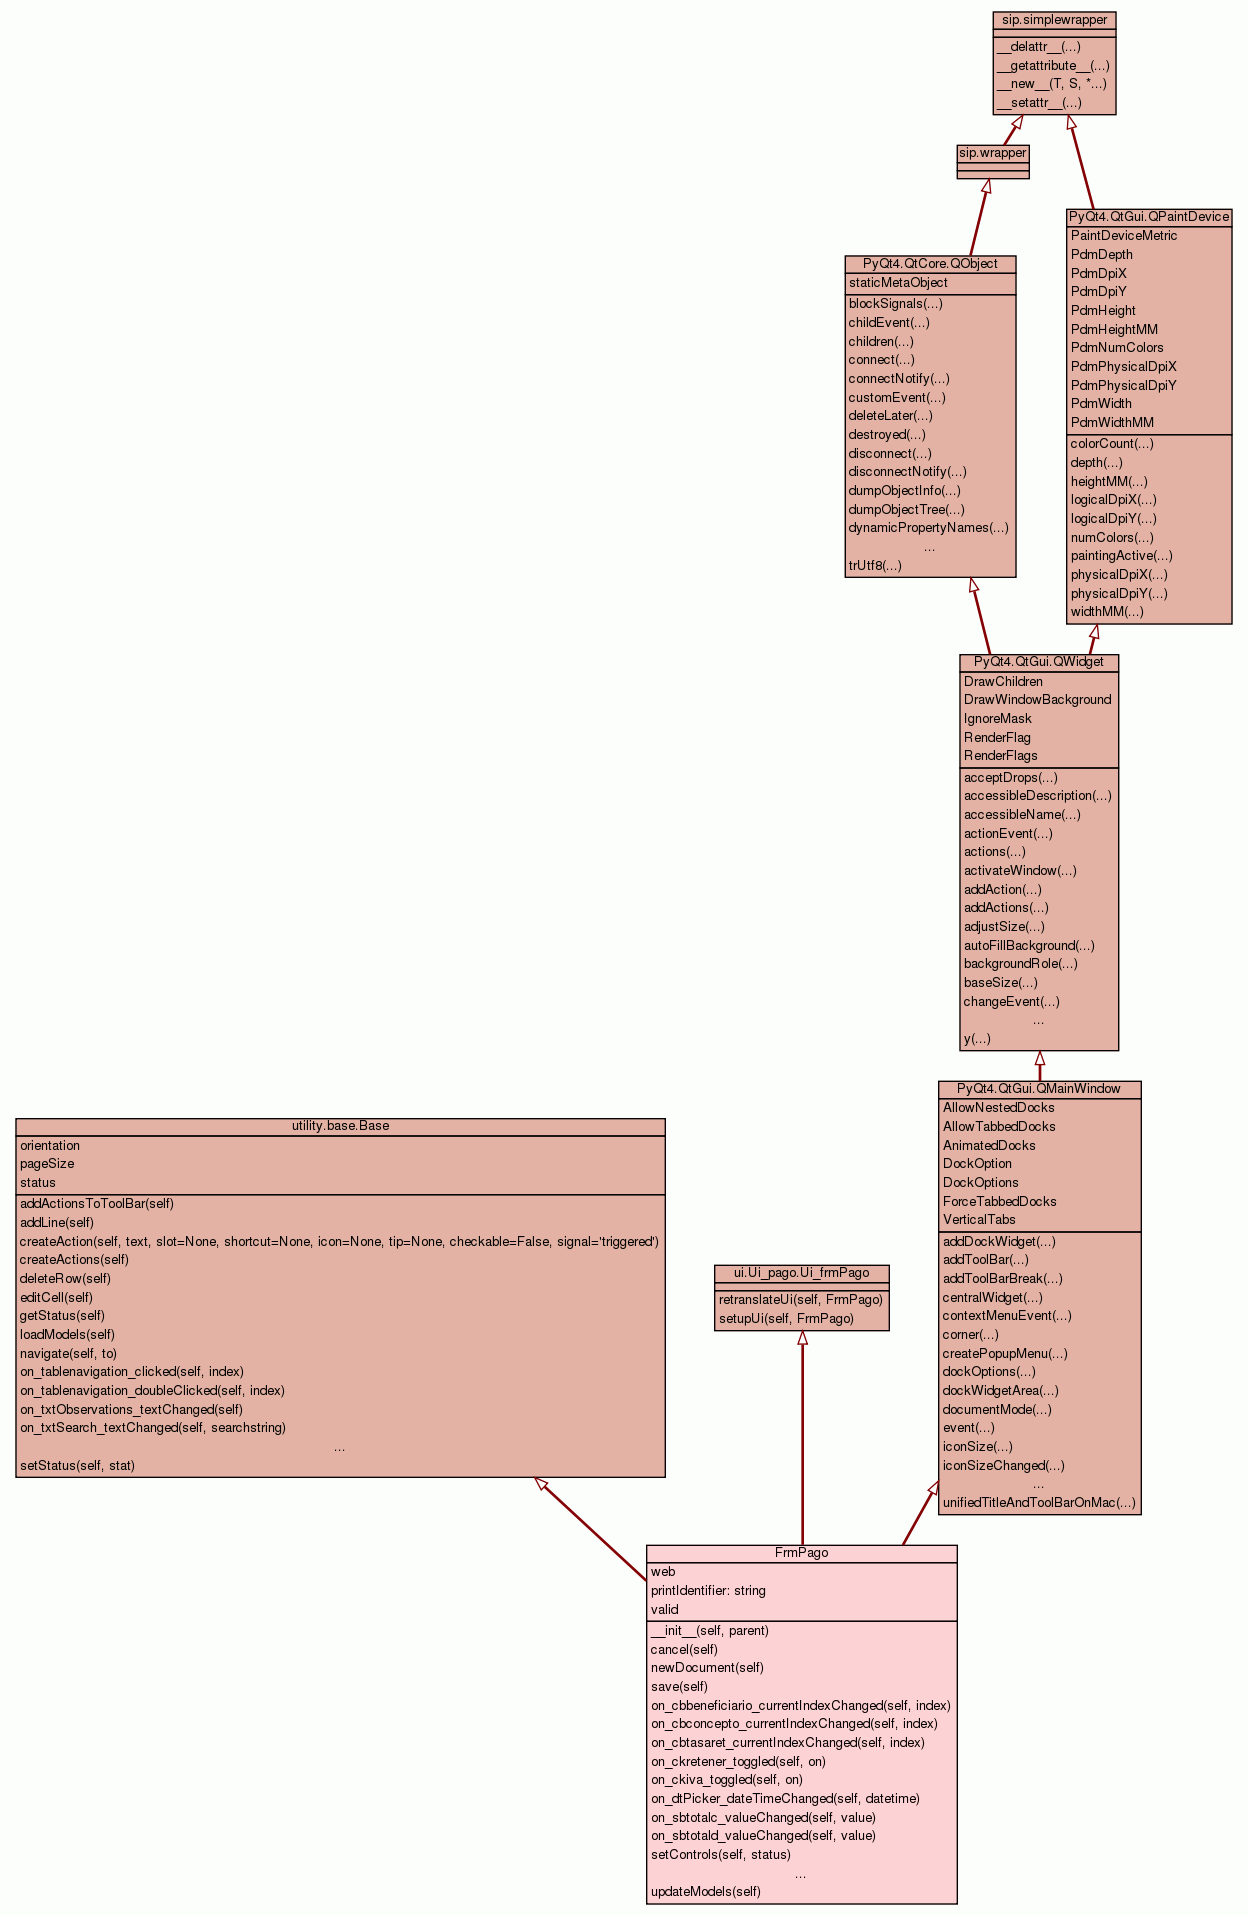 sip.simplewrapper
__delattr__(...)
__getattribute__(...)
__new__(T, S, *...)
__setattr__(...)
sip.wrapper
PyQt4.QtGui.QPaintDevice
PaintDeviceMetric
PdmDepth
PdmDpiX
PdmDpiY
PdmHeight
PdmHeightMM
PdmNumColors
PdmPhysicalDpiX
PdmPhysicalDpiY
PdmWidth
PdmWidthMM
colorCount(...)
depth(...)
heightMM(...)
logicalDpiX(...)
logicalDpiY(...)
numColors(...)
paintingActive(...)
physicalDpiX(...)
physicalDpiY(...)
widthMM(...)
PyQt4.QtCore.QObject
staticMetaObject
blockSignals(...)
childEvent(...)
children(...)
connect(...)
connectNotify(...)
customEvent(...)
deleteLater(...)
destroyed(...)
disconnect(...)
disconnectNotify(...)
dumpObjectInfo(...)
dumpObjectTree(...)
dynamicPropertyNames(...)
...
trUtf8(...)
PyQt4.QtGui.QWidget
DrawChildren
DrawWindowBackground
IgnoreMask
RenderFlag
RenderFlags
acceptDrops(...)
accessibleDescription(...)
accessibleName(...)
actionEvent(...)
actions(...)
activateWindow(...)
addAction(...)
addActions(...)
adjustSize(...)
autoFillBackground(...)
backgroundRole(...)
baseSize(...)
changeEvent(...)
...
y(...)
PyQt4.QtGui.QMainWindow
AllowNestedDocks
AllowTabbedDocks
AnimatedDocks
DockOption
DockOptions
ForceTabbedDocks
VerticalTabs
addDockWidget(...)
addToolBar(...)
addToolBarBreak(...)
centralWidget(...)
contextMenuEvent(...)
corner(...)
createPopupMenu(...)
dockOptions(...)
dockWidgetArea(...)
documentMode(...)
event(...)
iconSize(...)
iconSizeChanged(...)
...
unifiedTitleAndToolBarOnMac(...)
utility.base.Base
orientation
pageSize
status
addActionsToToolBar(self)
addLine(self)
createAction(self, text, slot=None, shortcut=None, icon=None, tip=None, checkable=False, signal='triggered')
createActions(self)
deleteRow(self)
editCell(self)
getStatus(self)
loadModels(self)
navigate(self, to)
on_tablenavigation_clicked(self, index)
on_tablenavigation_doubleClicked(self, index)
on_txtObservations_textChanged(self)
on_txtSearch_textChanged(self, searchstring)
...
setStatus(self, stat)
ui.Ui_pago.Ui_frmPago
retranslateUi(self, FrmPago)
setupUi(self, FrmPago)
FrmPago
web
printIdentifier: string
valid
__init__(self, parent)
cancel(self)
newDocument(self)
save(self)
on_cbbeneficiario_currentIndexChanged(self, index)
on_cbconcepto_currentIndexChanged(self, index)
on_cbtasaret_currentIndexChanged(self, index)
on_ckretener_toggled(self, on)
on_ckiva_toggled(self, on)
on_dtPicker_dateTimeChanged(self, datetime)
on_sbtotalc_valueChanged(self, value)
on_sbtotald_valueChanged(self, value)
setControls(self, status)
...
updateModels(self)